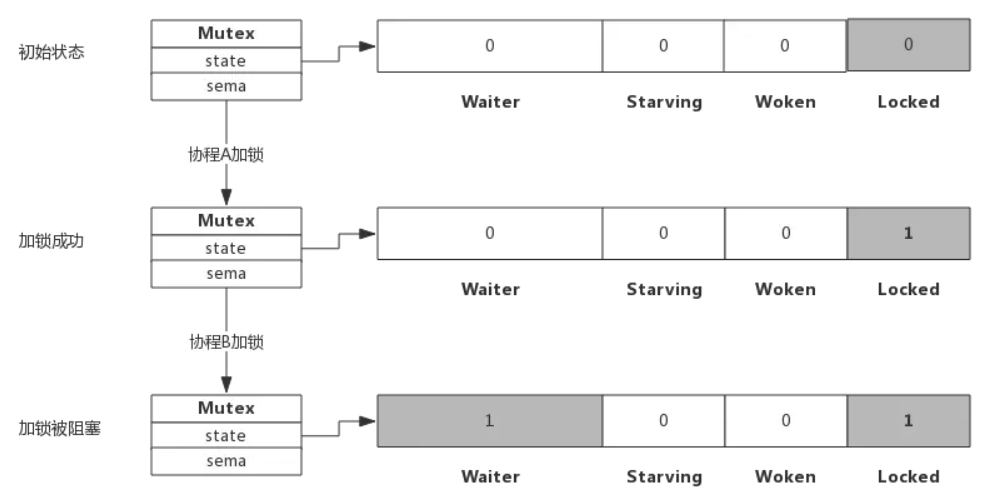 初始状态
Mutex
state
sema
0 0 0 0
Waiter Starving Woken Locked
协程A加锁
加锁成功
Mutex
state
sema
0 0 0 1
Waiter Starving Woken Locked
协程B加锁
加锁被阻塞
Mutex
state
sema
1 0 0 1
Waiter Starving Woken Locked